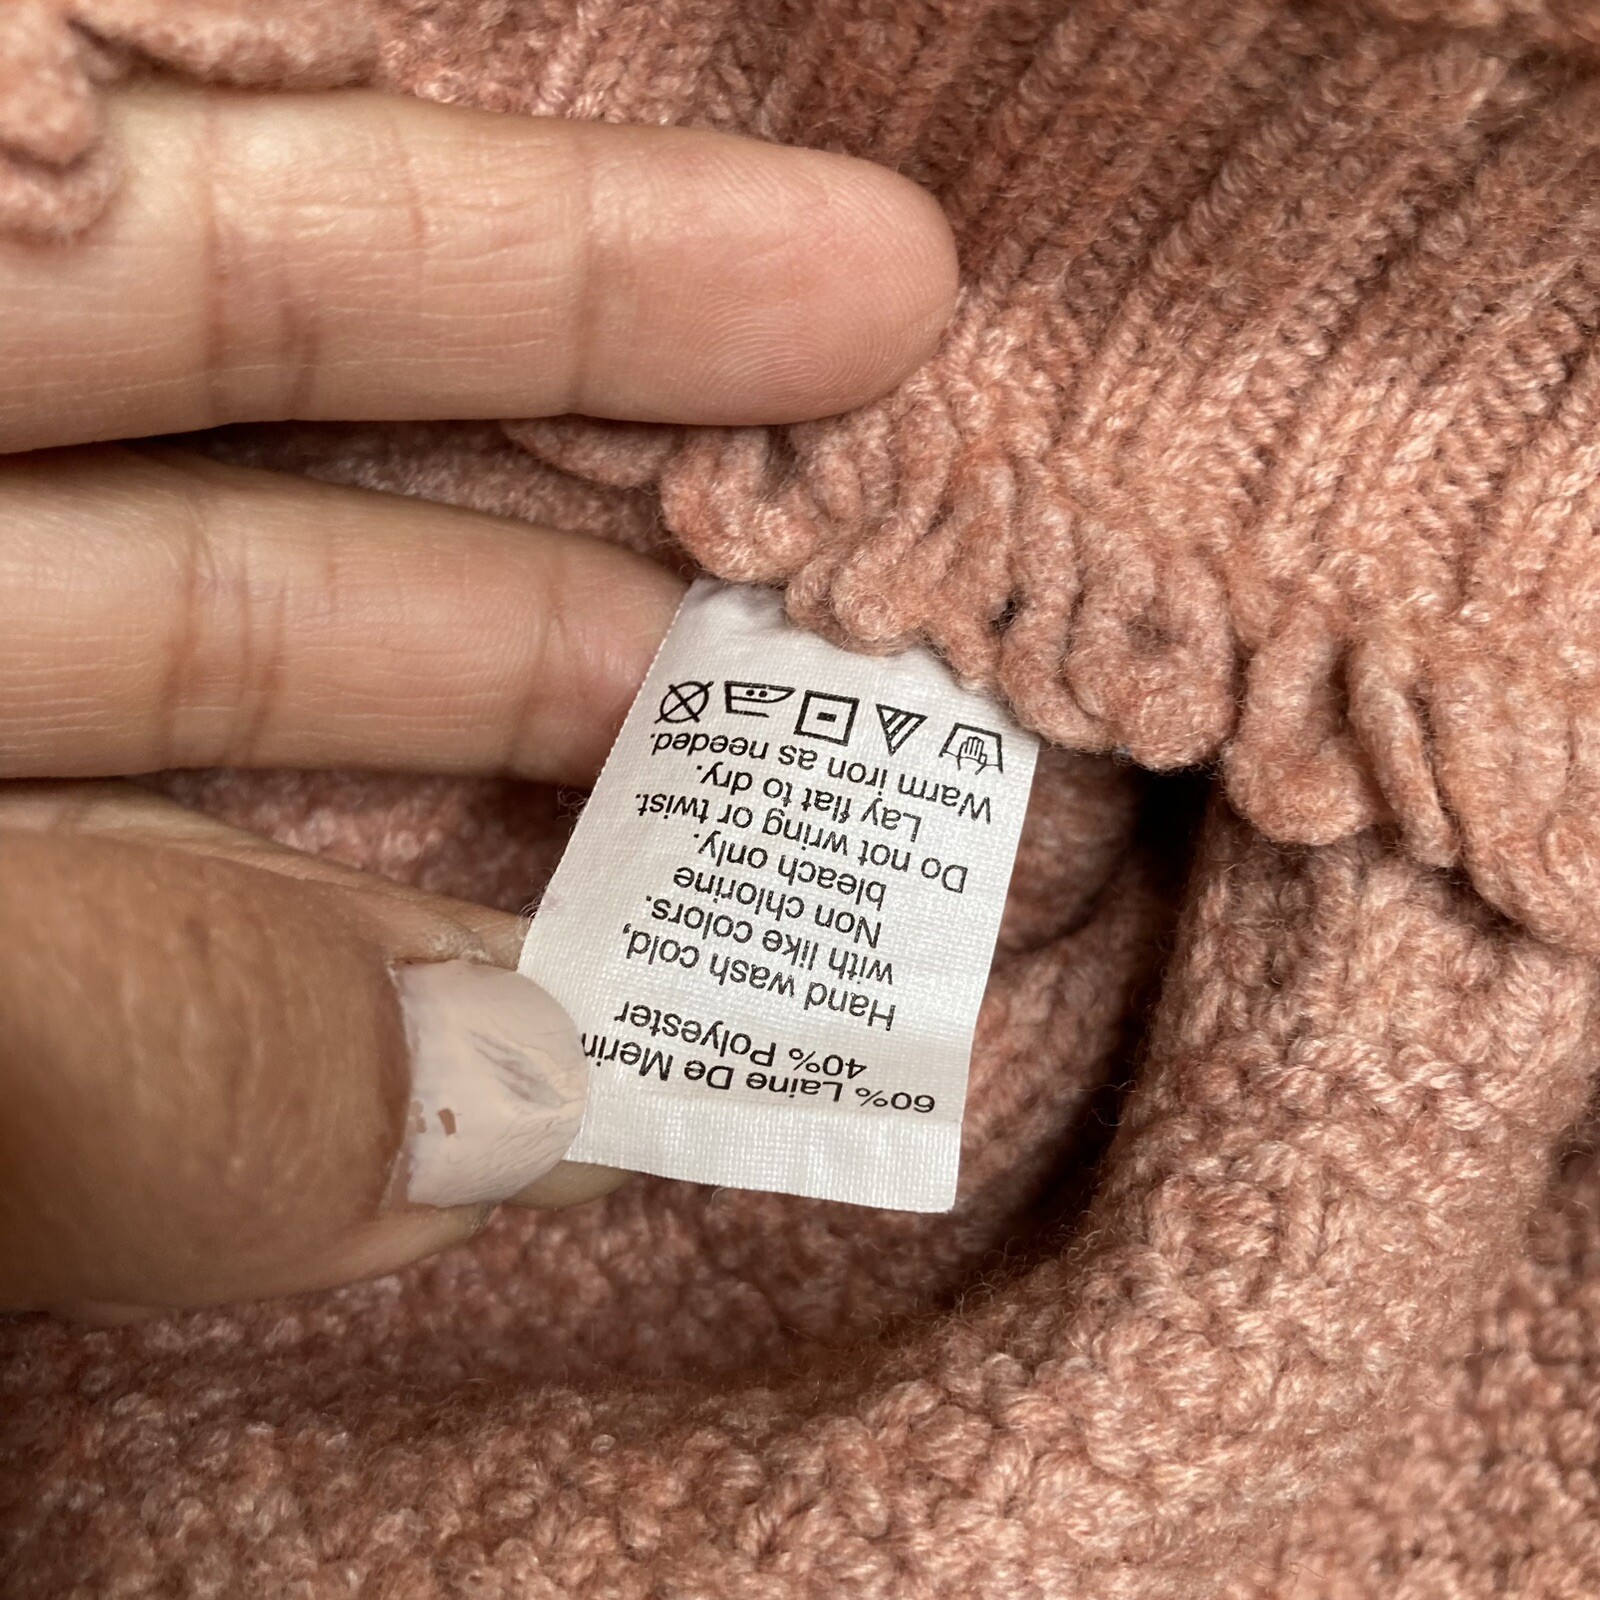 60% Laine De Merin
40% Polyester
Hand wash cold,
with like colors.
Non chlorine
bleach only.
Do not wring or twist.
Lay flat to dry.
Warm iron as needed.